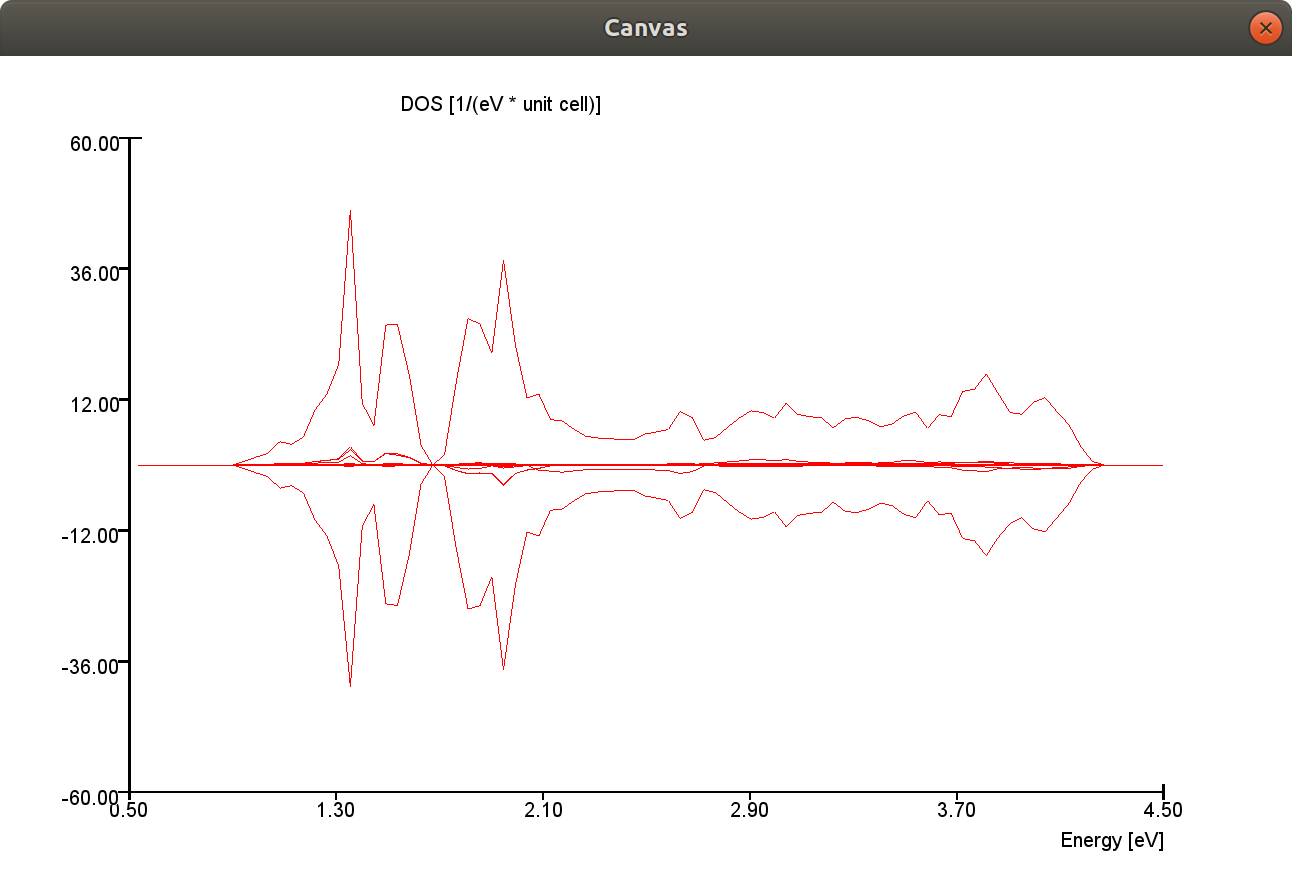 Canvas
DOS [1/(eV * unit cell)]
60.00
36.00
12.00
-12.00
-36.00
-60.00
0.50 1.30 2.10 2.90 3.70 4.50
Energy [eV]